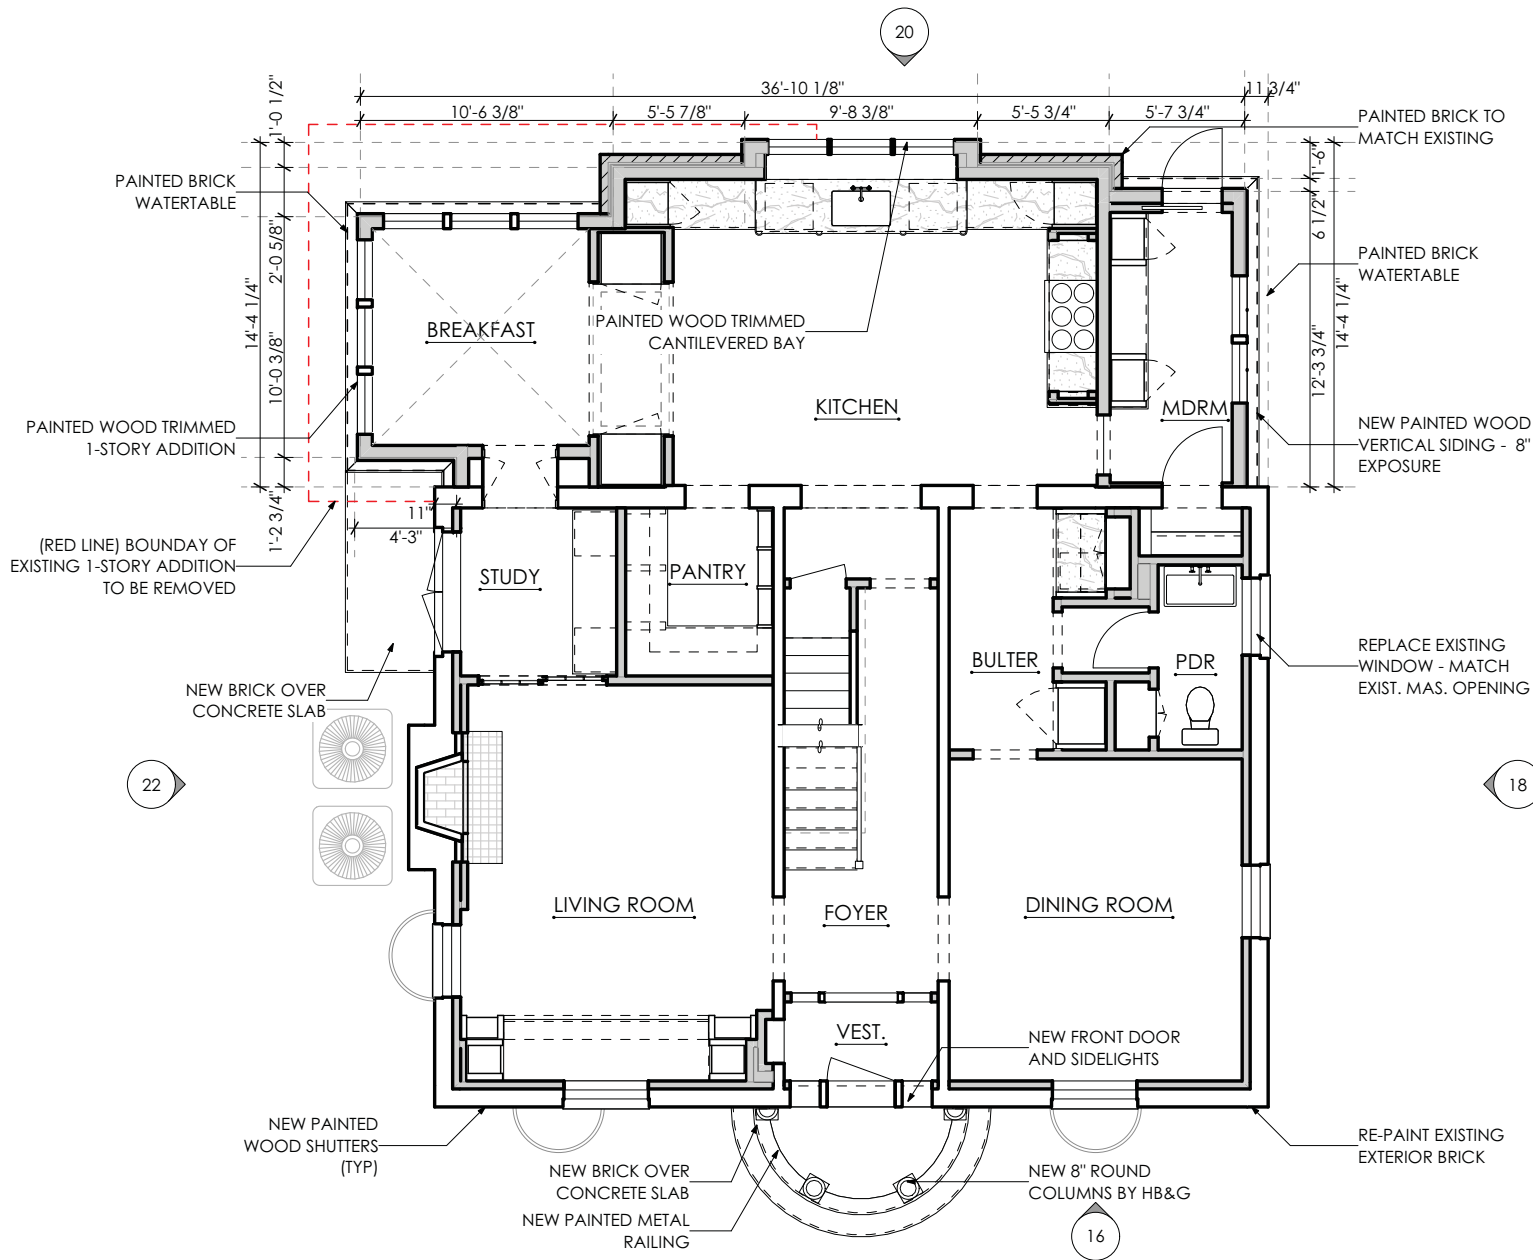 20
36'-10 1/8"
11 3/4"
10'-6 3/8"
5'-5 7/8"
9'-8 3/8"
5'-5 3/4"
5'-7 3/4"
1'-0 1/2"
2'-0 5/8"
10'-0 3/8"
1'-2 3/4"
14'-4 1/4"
1'-6"
6 1/2"
12'-3 3/4"
14'-4 1/4"
PAINTED BRICK TO
MATCH EXISTING
PAINTED BRICK
WATERTABLE
PAINTED BRICK
WATERTABLE
BREAKFAST
PAINTED WOOD TRIMMED
CANTILEVERED BAY
KITCHEN
MDRM
PAINTED WOOD TRIMMED
1-STORY ADDITION
NEW PAINTED WOOD
VERTICAL SIDING - 8"
EXPOSURE
11"
4'-3"
(RED LINE) BOUNDAY OF
EXISTING 1-STORY ADDITION
TO BE REMOVED
STUDY
PANTRY
BULTER
PDR
REPLACE EXISTING
WINDOW - MATCH
EXIST. MAS. OPENING
NEW BRICK OVER
CONCRETE SLAB
22
18
LIVING ROOM
FOYER
DINING ROOM
VEST.
NEW FRONT DOOR
AND SIDELIGHTS
NEW PAINTED
WOOD SHUTTERS
(TYP)
NEW BRICK OVER
CONCRETE SLAB
NEW PAINTED METAL
RAILING
NEW 8" ROUND
COLUMNS BY HB&G
RE-PAINT EXISTING
EXTERIOR BRICK
16